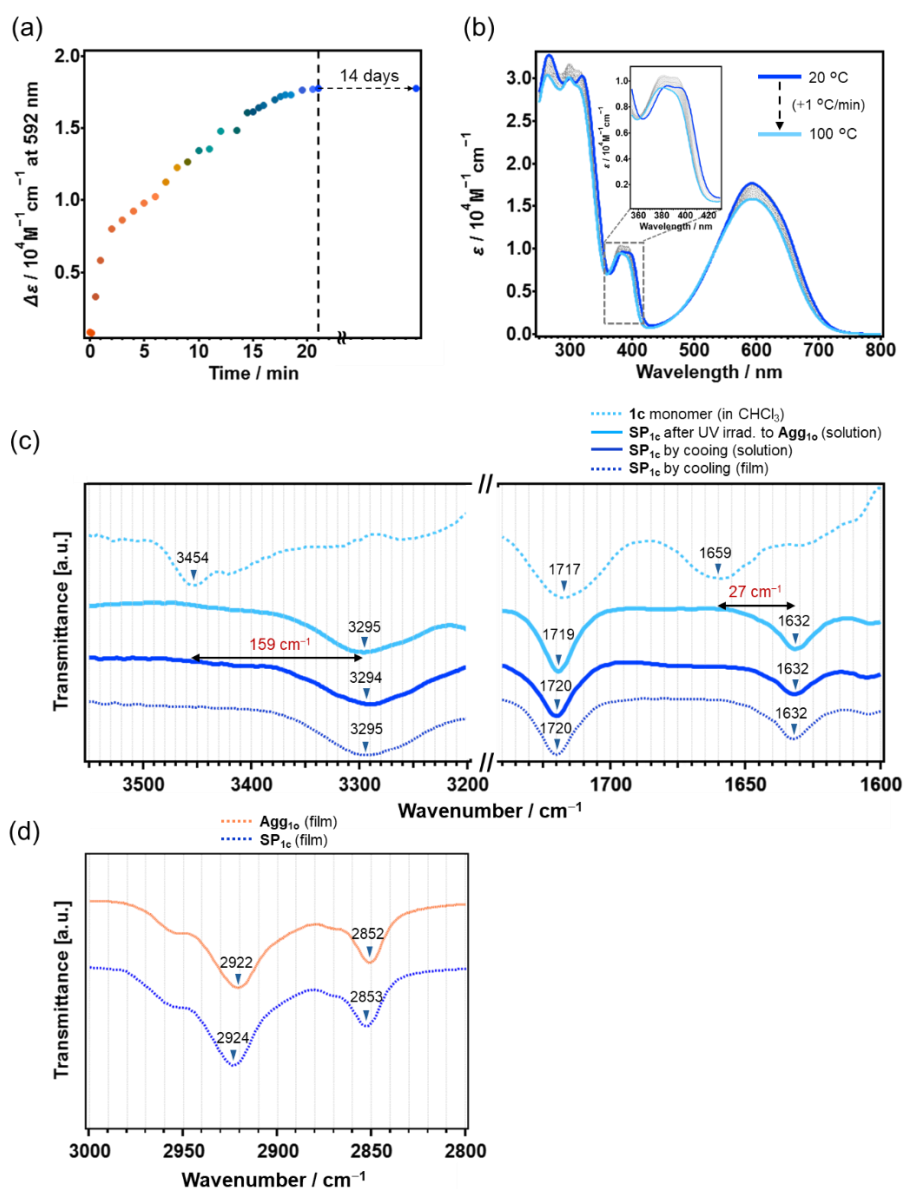 (a)
2.0
1.5
1.0
0.5
Δε / 10⁴M⁻¹ cm⁻¹ at 592 nm
14 days
0 5 10 15 20
Time / min
(b)
3.0
2.5
2.0
1.5
1.0
0.5
0.0
ε / 10⁴M⁻¹cm⁻¹
1.0
0.8
0.6
0.4
0.2
ε / 10⁴M⁻¹cm⁻¹
360 380 400 420
Wavelength / nm
20 °C
(+1 °C/min)
100 °C
300 400 500 600 700 800
Wavelength / nm
1c monomer (in CHCl₃)
SP₁c after UV irrad. to Agg₁o (solution)
SP₁c by cooing (solution)
SP₁c by cooling (film)
(c)
Transmittance [a.u.]
//
3454
1717
1659
27 cm⁻¹
3295
1719
1632
159 cm⁻¹
3294
1720
1632
3295
1720
1632
3500 3400 3300 3200 // 1700 1650 1600
Wavenumber / cm⁻¹
(d)
Agg₁o (film)
SP₁c (film)
Transmittance [a.u.]
2922
2852
2924
2853
3000 2950 2900 2850 2800
Wavenumber / cm⁻¹